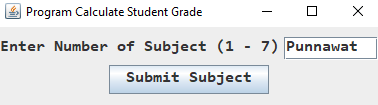 Program Calculate Student Grade
Enter Number of Subject (1 - 7) Punnawat
Submit Subject